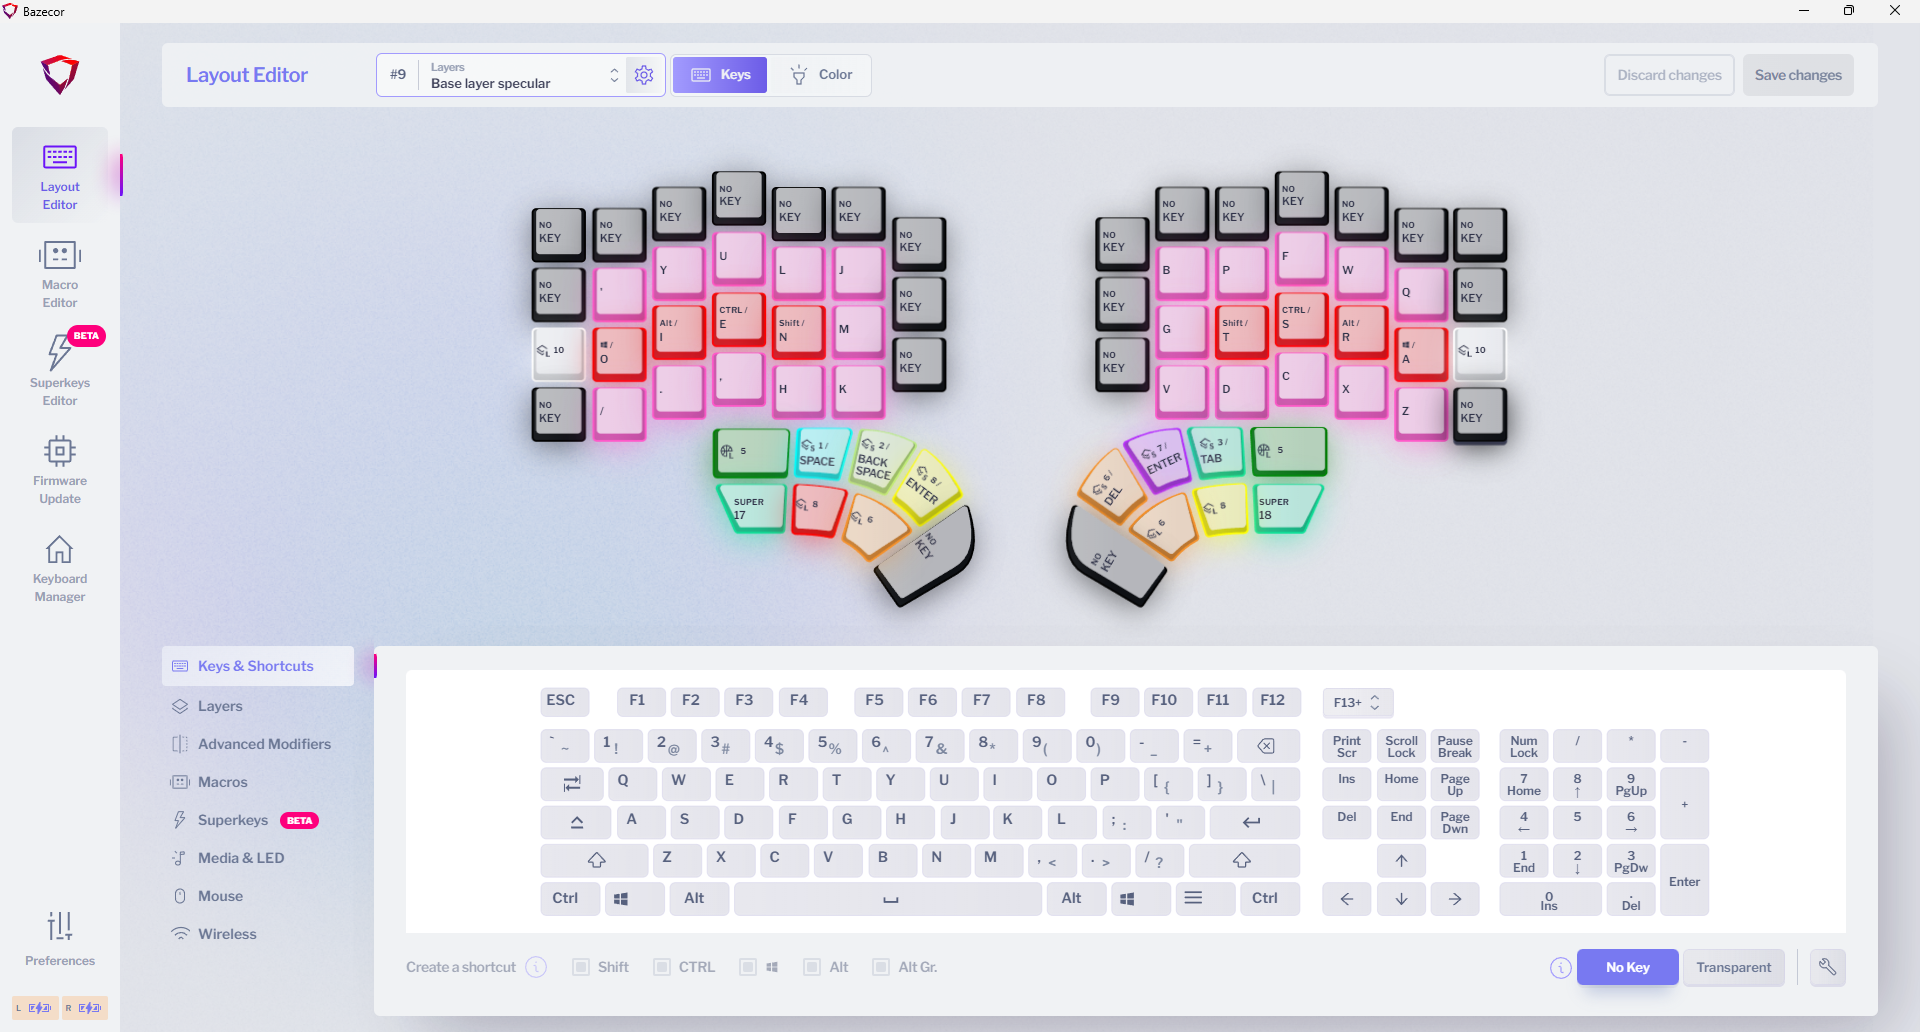 Bazecor
Layout Editor
#9
Layers
Base layer specular
Keys
Color
Discard changes
Save changes
Layout
Editor
Macro
Editor
BETA
Superkeys
Editor
Firmware
Update
Keyboard
Manager
Preferences
L
R
NO KEY
NO KEY
NO KEY
NO KEY
NO KEY
NO KEY
NO KEY
NO KEY
'
Y
U
L
J
NO KEY
L 10
/ O
Alt / I
CTRL / E
Shift / N
M
NO KEY
NO KEY
/
.
,
H
K
L 5
S 1 / SPACE
S 2 / BACK SPACE
S 8 / ENTER
SUPER 17
L 8
L 6
NO KEY
NO KEY
NO KEY
NO KEY
NO KEY
NO KEY
NO KEY
NO KEY
NO KEY
B
P
F
W
Q
NO KEY
NO KEY
G
Shift / T
CTRL / S
Alt / R
/ A
L 10
V
D
C
X
Z
NO KEY
S 6 / DEL
S 7 / ENTER
S 3 / TAB
L 5
NO KEY
L 6
L 8
SUPER 18
Keys & Shortcuts
Layers
Advanced Modifiers
Macros
Superkeys BETA
Media & LED
Mouse
Wireless
ESC F1 F2 F3 F4 F5 F6 F7 F8 F9 F10 F11 F12 F13+
` ~ 1 ! 2 @ 3 # 4 $ 5 % 6 ^ 7 & 8 * 9 ( 0 ) - _ = + Print Scr Scroll Lock Pause Break Num Lock / * -
Q W E R T Y U I O P [ { ] } \ | Ins Home Page Up 7 Home 8 ↑ 9 PgUp +
A S D F G H J K L ; : ' " Del End Page Dwn 4 ← 5 6 →
Z X C V B N M , < . > / ? ↑ 1 End 2 ↓ 3 PgDw Enter
Ctrl Alt Alt Ctrl ← ↓ → 0 Ins . Del
Create a shortcut i Shift CTRL Alt Alt Gr.
i No Key Transparent